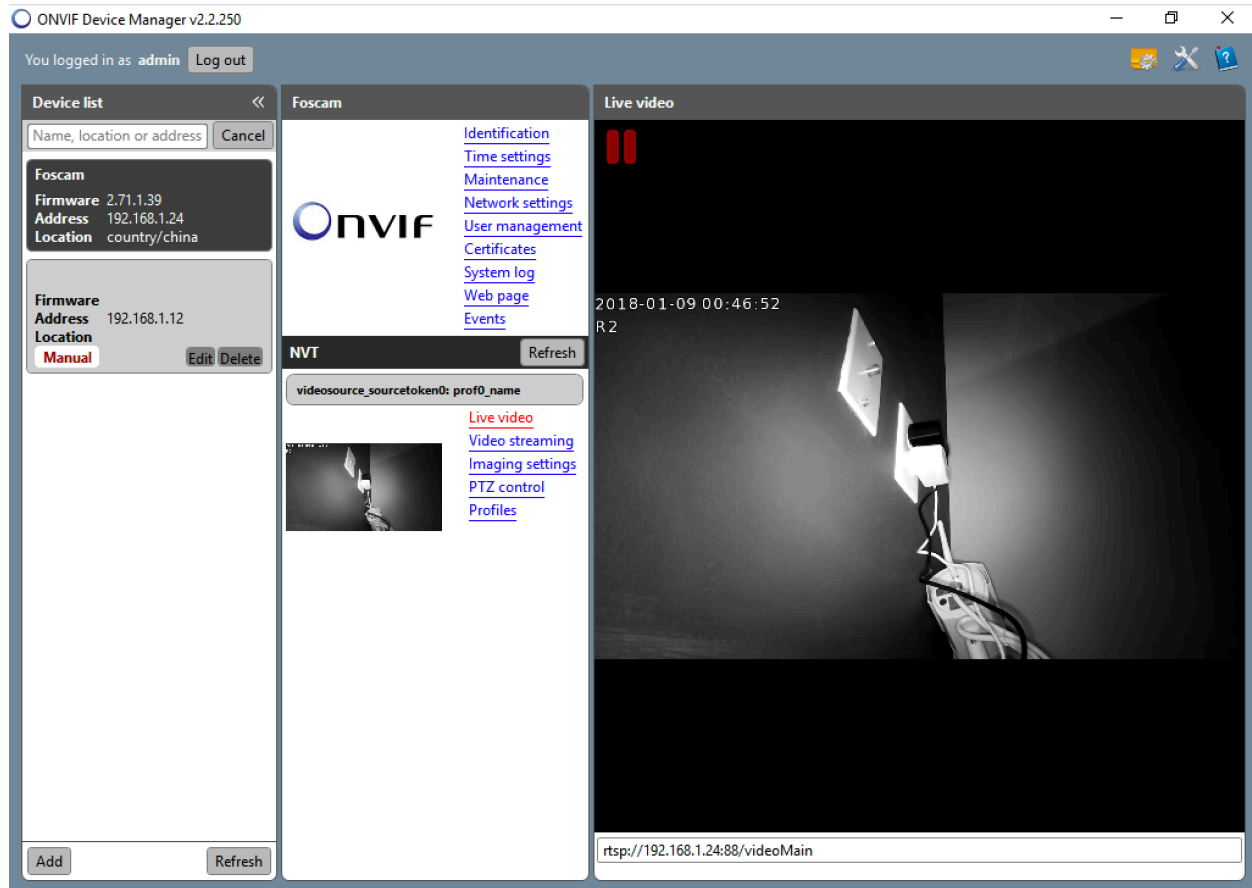 ONVIF Device Manager v2.2.250
You logged in as admin Log out
Device list
Name, location or address Cancel
Foscam
Firmware 2.71.1.39
Address 192.168.1.24
Location country/china
Firmware
Address 192.168.1.12
Location
Manual Edit Delete
Add Refresh
Foscam
ONVIF
Identification
Time settings
Maintenance
Network settings
User management
Certificates
System log
Web page
Events
NVT Refresh
videosource_sourcetoken0: prof0_name
Live video
Video streaming
Imaging settings
PTZ control
Profiles
Live video
2018-01-09 00:46:52
R2
rtsp://192.168.1.24:88/videoMain